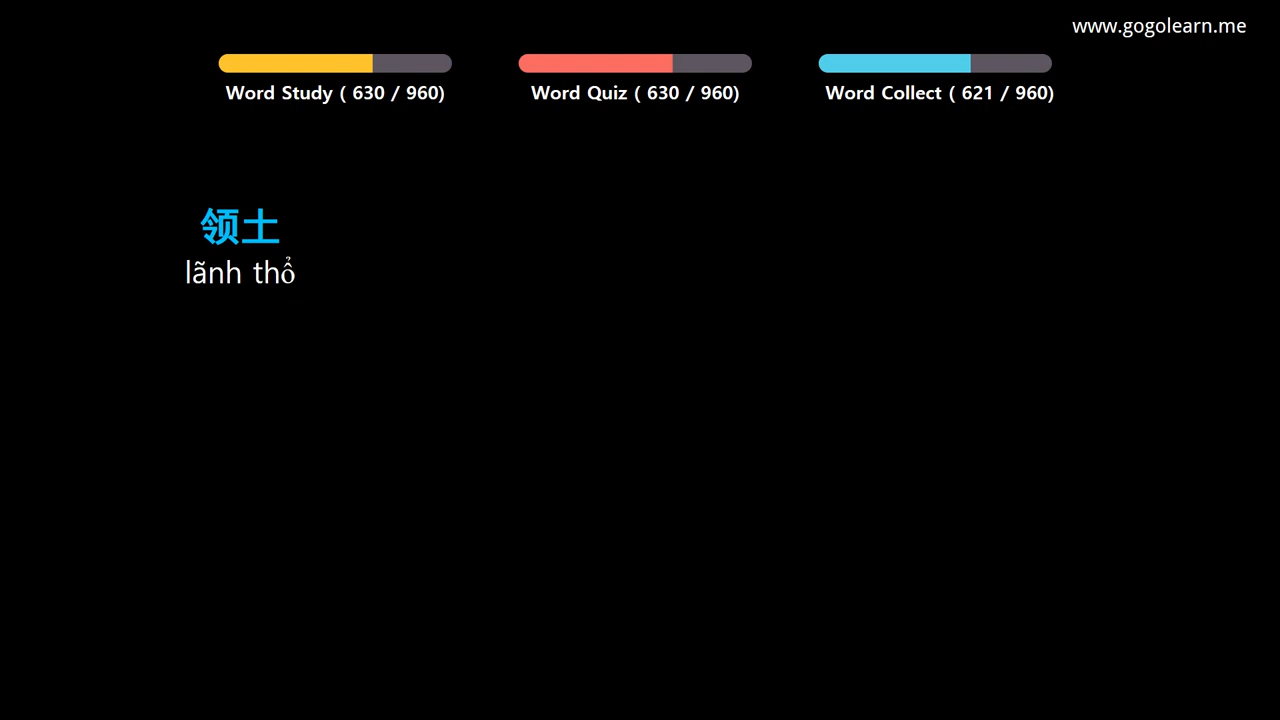 www.gogolearn.me
Word Study ( 630 / 960)
Word Quiz ( 630 / 960)
Word Collect ( 621 / 960)
领土
lãnh thổ